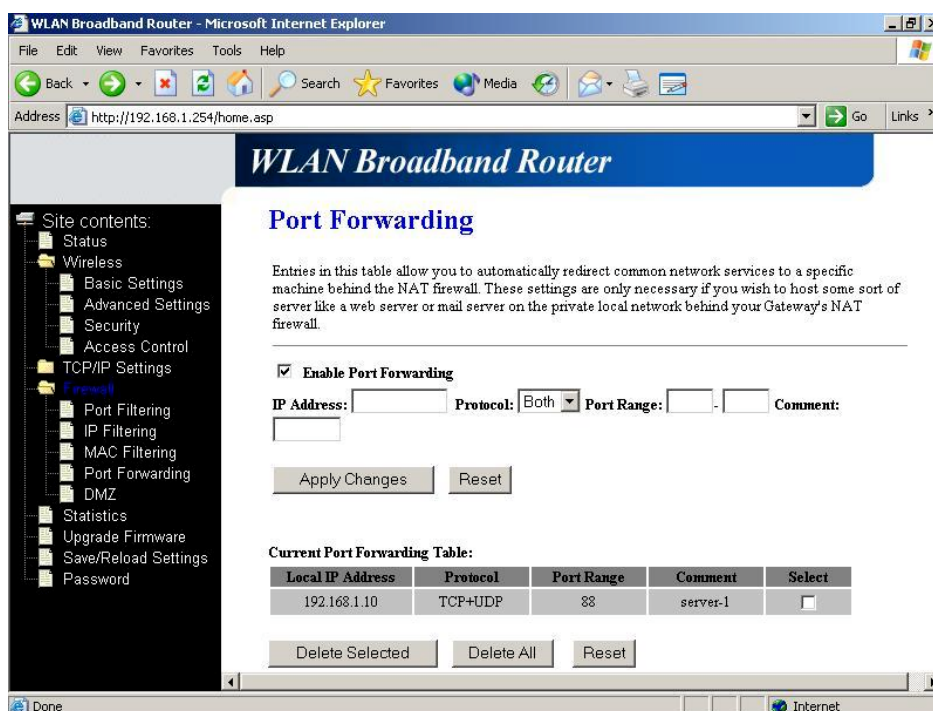 WLAN Broadband Router - Microsoft Internet Explorer
File Edit View Favorites Tools Help
Back Search Favorites Media
Address http://192.168.1.254/home.asp Go Links
WLAN Broadband Router
Site contents:
Status
Wireless
Basic Settings
Advanced Settings
Security
Access Control
TCP/IP Settings
Firewall
Port Filtering
IP Filtering
MAC Filtering
Port Forwarding
DMZ
Statistics
Upgrade Firmware
Save/Reload Settings
Password
Port Forwarding
Entries in this table allow you to automatically redirect common network services to a specific
machine behind the NAT firewall. These settings are only necessary if you wish to host some sort of
server like a web server or mail server on the private local network behind your Gateway's NAT
firewall.
Enable Port Forwarding
IP Address: Protocol: Both Port Range: - Comment:
Apply Changes Reset
Current Port Forwarding Table:
Local IP Address Protocol Port Range Comment Select
192.168.1.10 TCP+UDP 88 server-1
Delete Selected Delete All Reset
Done Internet